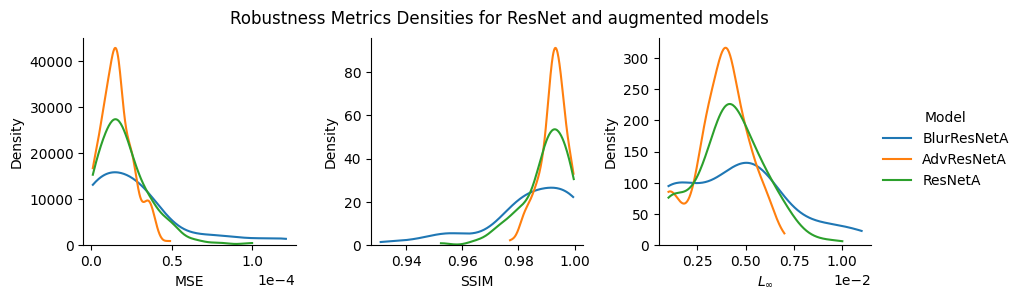 Robustness Metrics Densities for ResNet and augmented models
Density
40000
30000
20000
10000
0
0.0
0.5
1.0
MSE
1e−4
Density
80
60
40
20
0
0.94
0.96
0.98
1.00
SSIM
Density
300
250
200
150
100
50
0
0.25
0.50
0.75
1.00
L∞
1e−2
Model
BlurResNetA
AdvResNetA
ResNetA